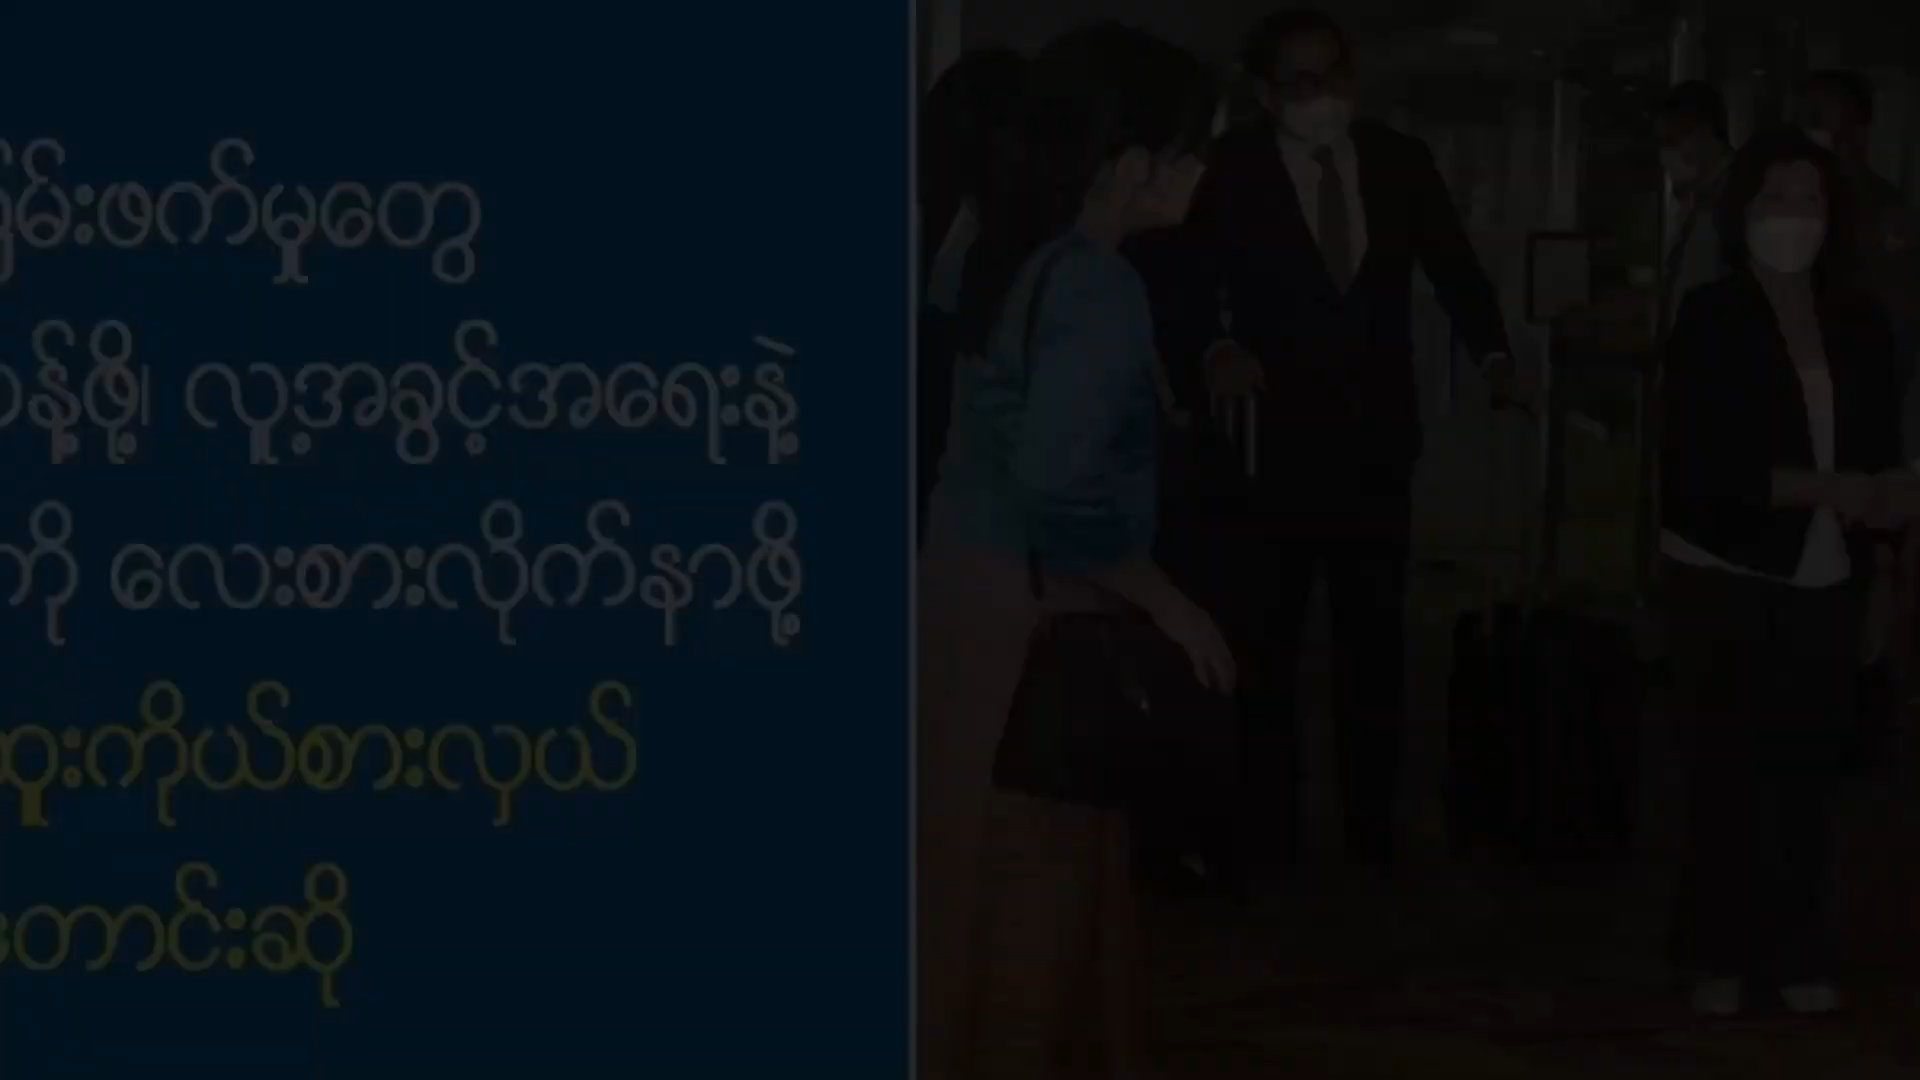 မ်းဖက်မှုတွေ
န့်ဖို့၊ လူ့အခွင့်အရေးနဲ့
ကို လေးစားလိုက်နာဖို့
ထူးကိုယ်စားလှယ်
တောင်းဆို